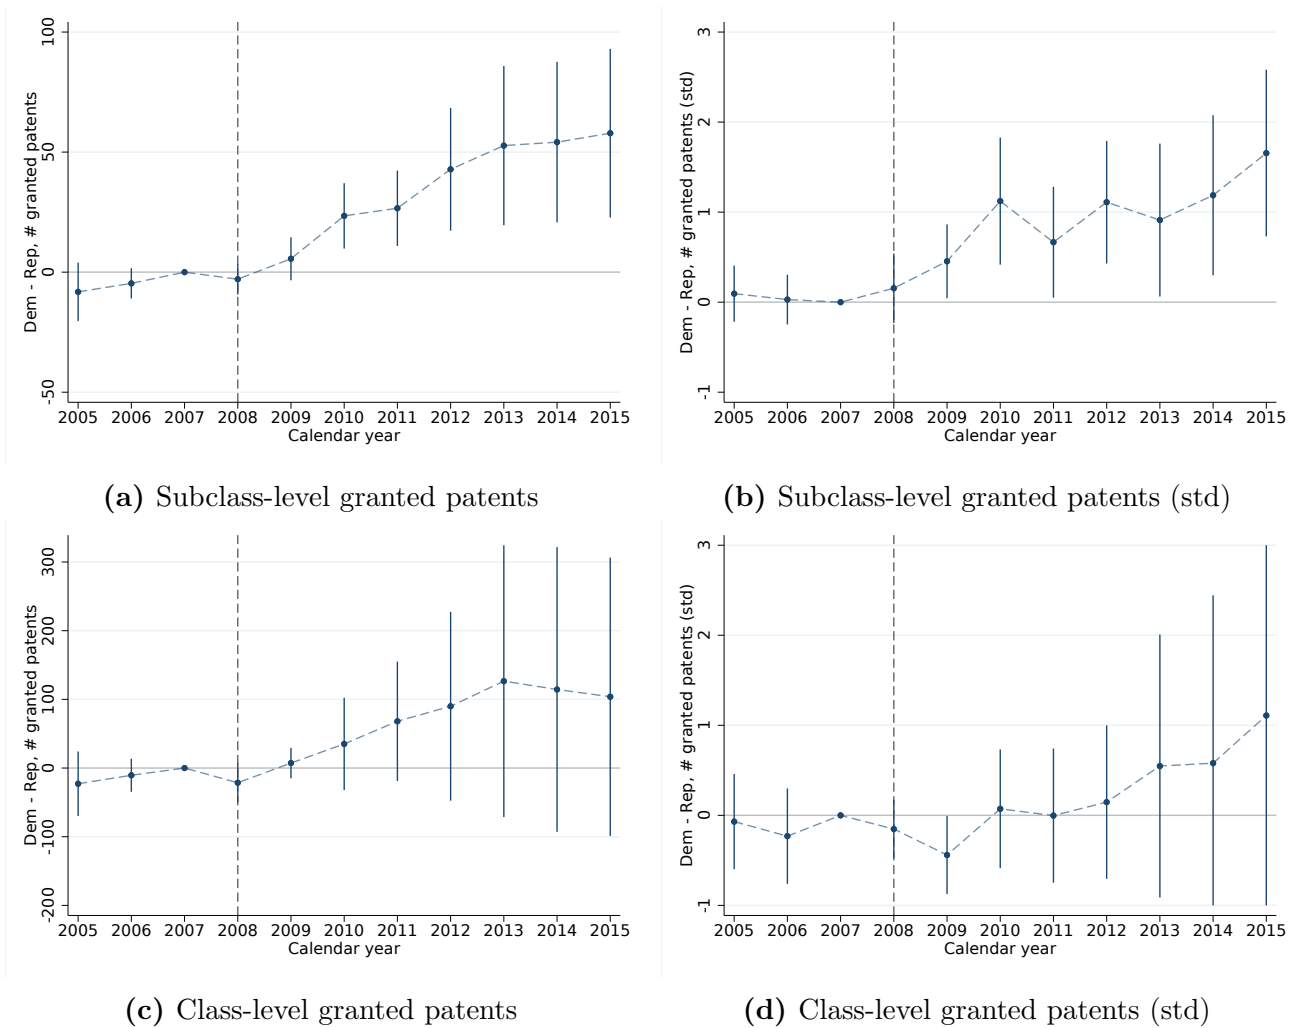 Dem - Rep, # granted patents
100
50
0
-50
2005 2006 2007 2008 2009 2010 2011 2012 2013 2014 2015
Calendar year
(a) Subclass-level granted patents
Dem - Rep, # granted patents (std)
3
2
1
0
-1
2005 2006 2007 2008 2009 2010 2011 2012 2013 2014 2015
Calendar year
(b) Subclass-level granted patents (std)
Dem - Rep, # granted patents
300
200
100
0
-100
-200
2005 2006 2007 2008 2009 2010 2011 2012 2013 2014 2015
Calendar year
(c) Class-level granted patents
Dem - Rep, # granted patents (std)
3
2
1
0
-1
2005 2006 2007 2008 2009 2010 2011 2012 2013 2014 2015
Calendar year
(d) Class-level granted patents (std)